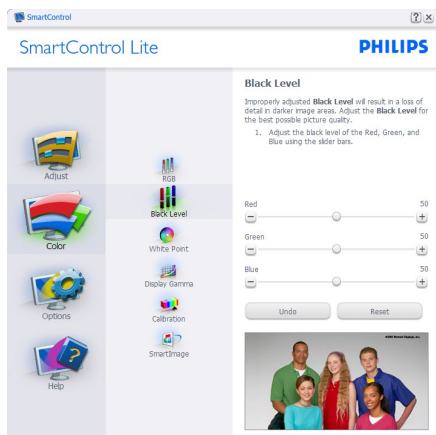 SmartControl
SmartControl Lite
PHILIPS
Adjust
Color
Options
Help
RGB
Black Level
White Point
Display Gamma
Calibration
SmartImage
Black Level
Improperly adjusted Black Level will result in a loss of
detail in darker image areas. Adjust the Black Level for
the best possible picture quality.
1. Adjust the black level of the Red, Green, and
Blue using the slider bars.
Red 50
Green 50
Blue 50
Undo Reset